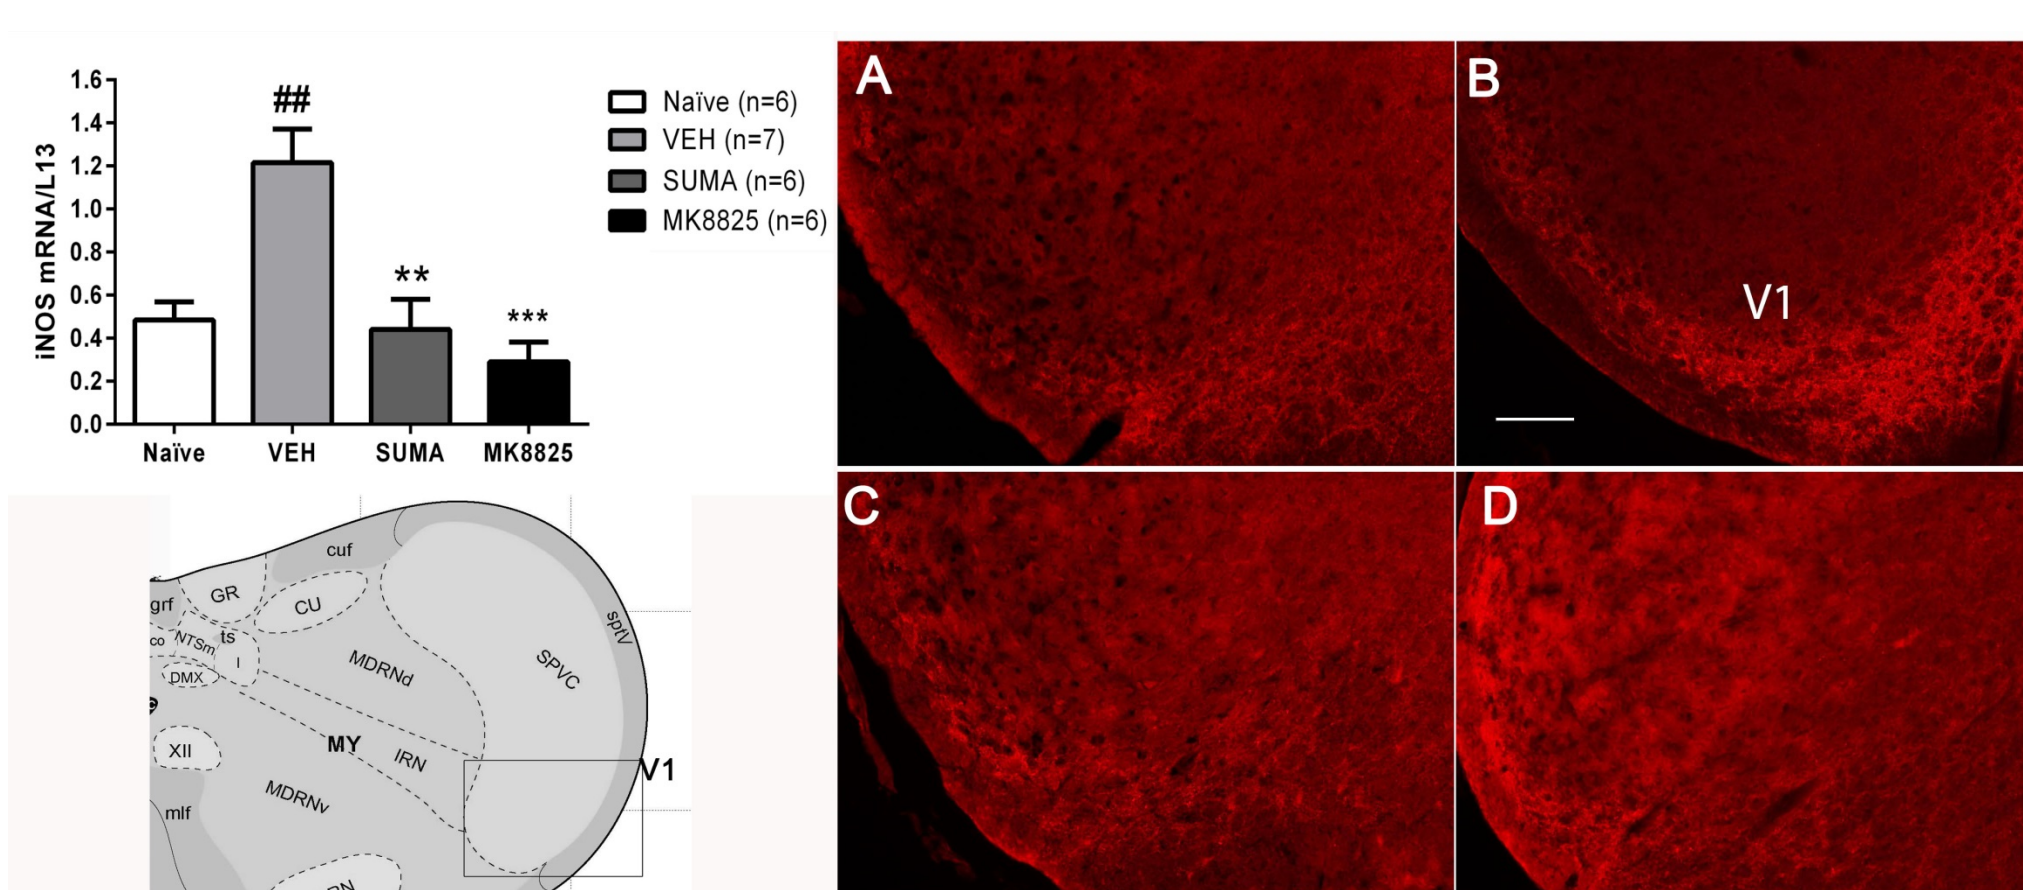 1.6
1.4
1.2
1.0
0.8
0.6
0.4
0.2
0.0
iNOS mRNA/L13
##
**
***
Naïve VEH SUMA MK8825
Naïve (n=6)
VEH (n=7)
SUMA (n=6)
MK8825 (n=6)
A
B
V1
C
D
cuf
GR
CU
grf
sptV
co
NTSm
ts
I
MDRNd
SPVC
DMX
C
XII
MY
IRN
V1
MDRNv
mlf